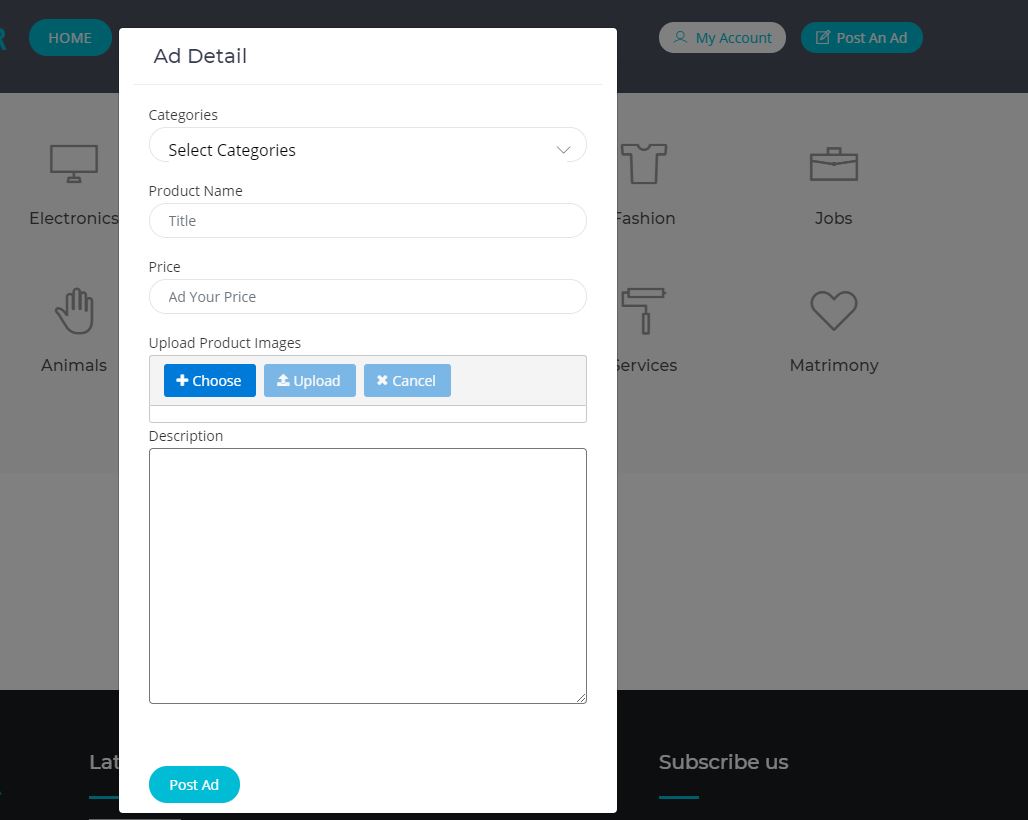 HOME
My Account
Post An Ad
Ad Detail
Categories
Select Categories
Product Name
Title
Price
Ad Your Price
Upload Product Images
Choose
Upload
Cancel
Description
Post Ad
Electronics
Fashion
Jobs
Animals
Services
Matrimony
Lat
Subscribe us